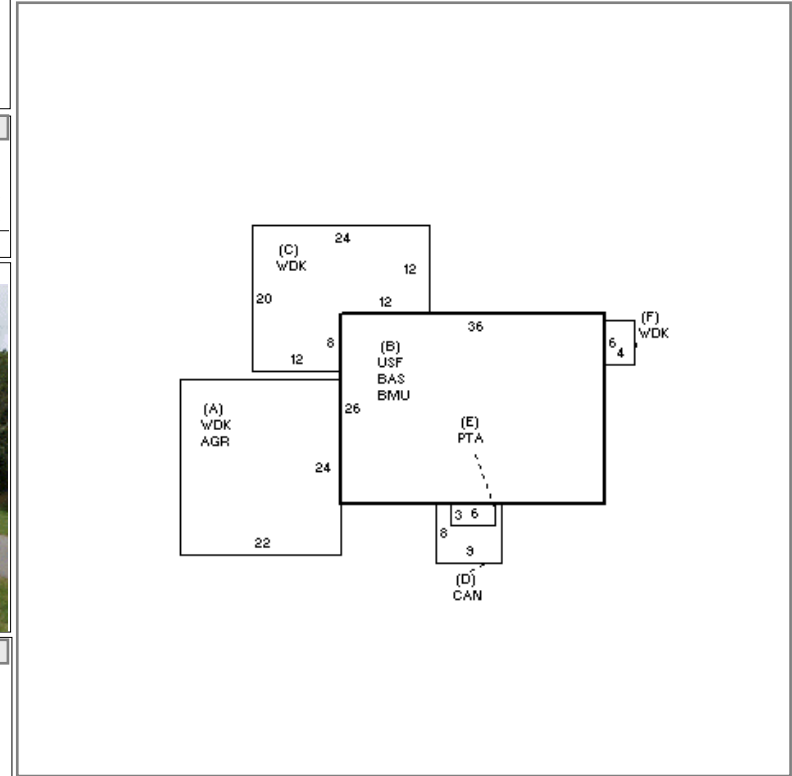 24
(C)
WDK
12
20
12
8
12
36
(F)
WDK
6
4
(B)
USF
BAS
BMU
26
(A)
WDK
AGR
24
22
(E)
PTA
3 6
8
9
(D)
CAN